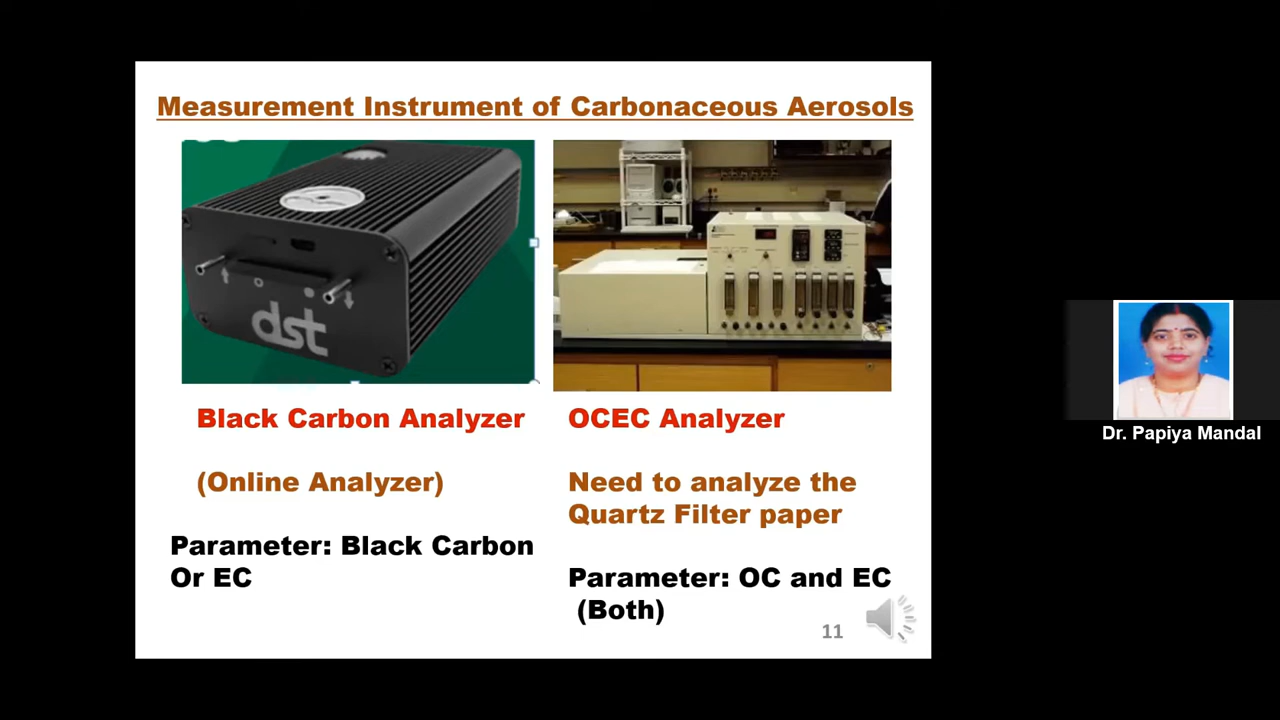 Measurement Instrument of Carbonaceous Aerosols
dst
Black Carbon Analyzer
(Online Analyzer)
Parameter: Black Carbon
Or EC
OCEC Analyzer
Need to analyze the
Quartz Filter paper
Parameter: OC and EC
(Both)
11
Dr. Papiya Mandal